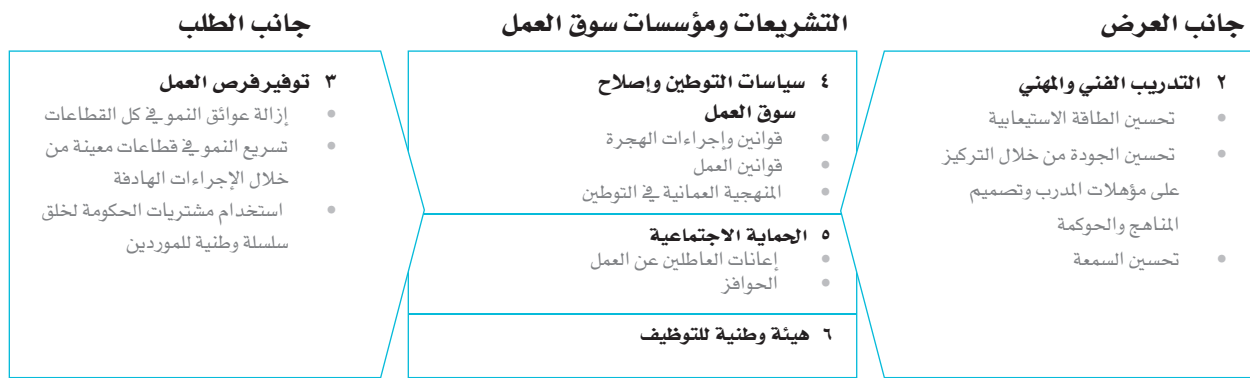 جانب العرض
٢ التدريب الفني والمهني
• تحسين الطاقة الاستيعابية
• تحسين الجودة من خلال التركيز
على مؤهلات المدرب وتصميم
المناهج والحوكمة
• تحسين السمعة
التشريعات ومؤسسات سوق العمل
٤ سياسات التوطين وإصلاح
سوق العمل
• قوانين وإجراءات الهجرة
• قوانين العمل
• المنهجية العمانية في التوطين
٥ الحماية الاجتماعية
• إعانات العاطلين عن العمل
• الحوافز
٦ هيئة وطنية للتوظيف
جانب الطلب
٣ توفير فرص العمل
• إزالة عوائق النمو في كل القطاعات
• تسريع النمو في قطاعات معينة من
خلال الإجراءات الهادفة
• استخدام مشتريات الحكومة لخلق
سلسلة وطنية للموردين